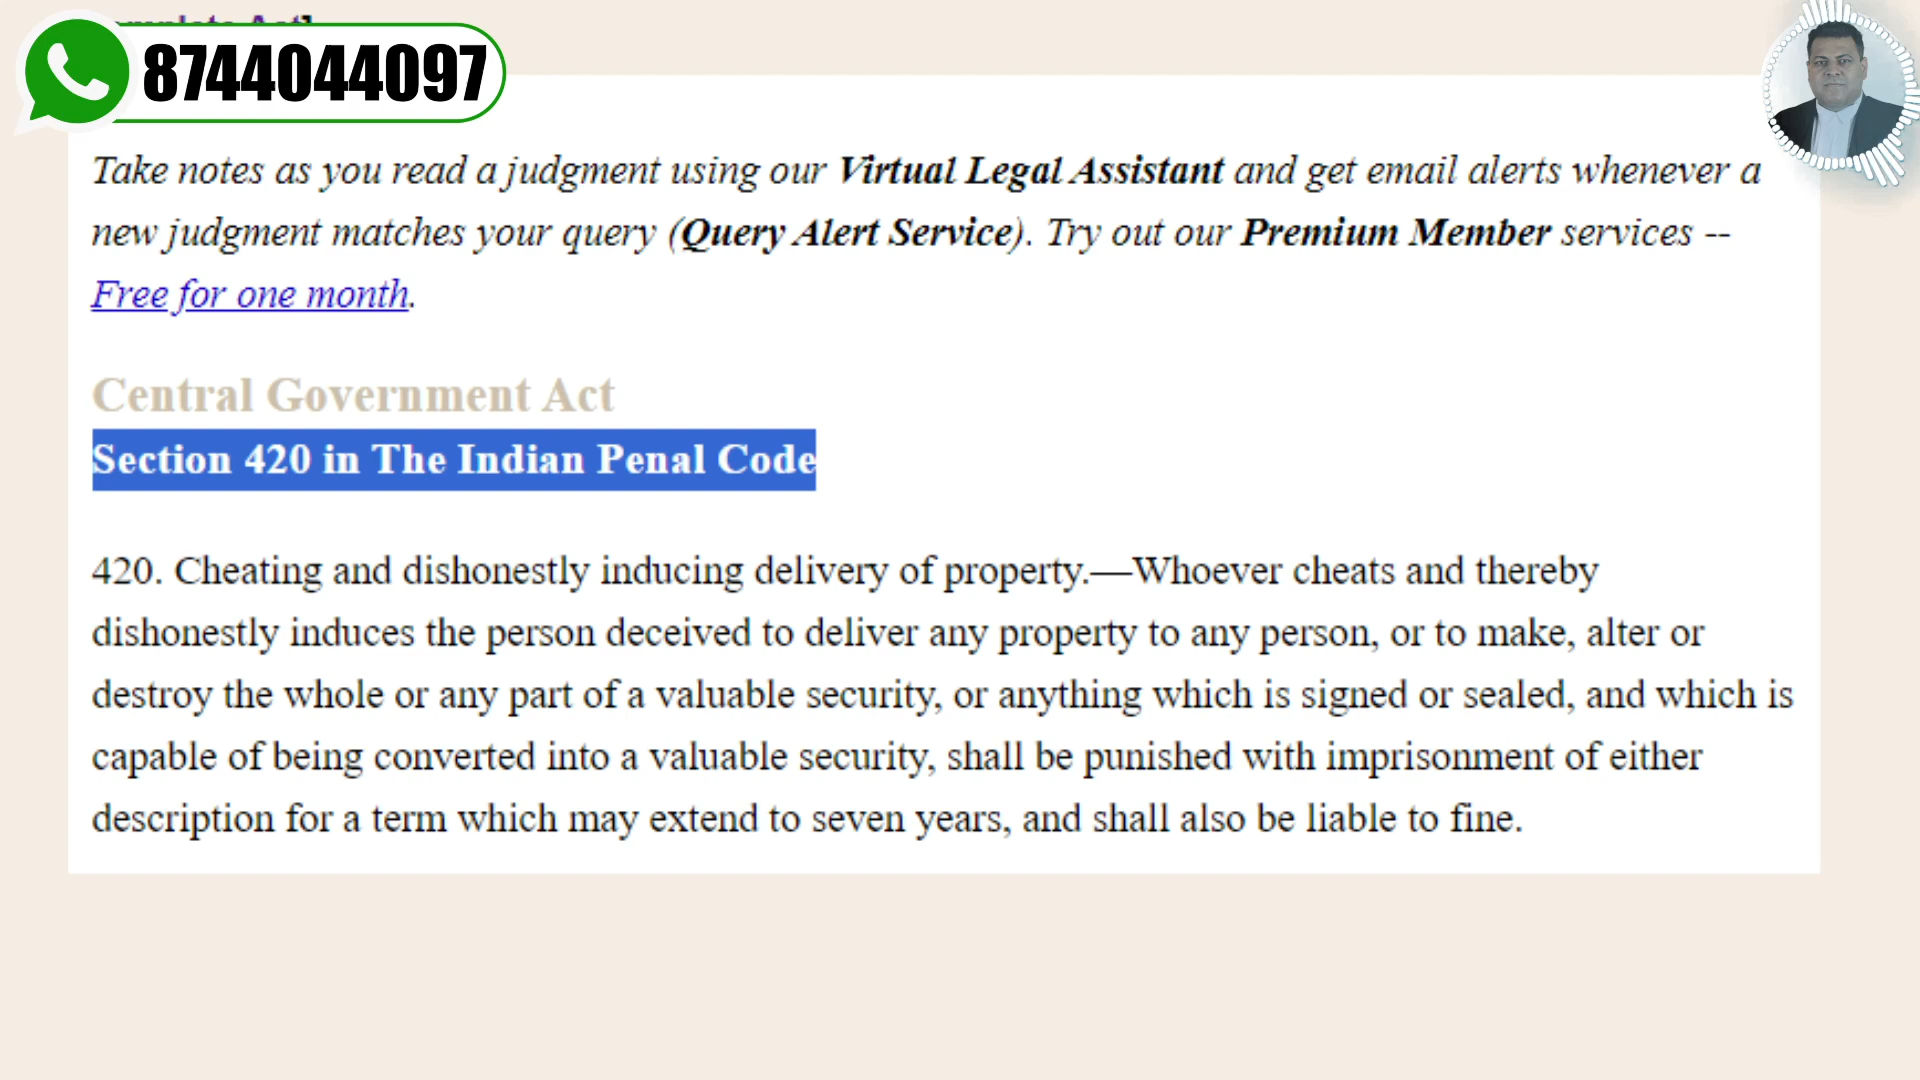 8744044097
Take notes as you read a judgment using our Virtual Legal Assistant and get email alerts whenever a
new judgment matches your query (Query Alert Service). Try out our Premium Member services --
Free for one month.
Central Government Act
Section 420 in The Indian Penal Code
420. Cheating and dishonestly inducing delivery of property.—Whoever cheats and thereby
dishonestly induces the person deceived to deliver any property to any person, or to make, alter or
destroy the whole or any part of a valuable security, or anything which is signed or sealed, and which is
capable of being converted into a valuable security, shall be punished with imprisonment of either
description for a term which may extend to seven years, and shall also be liable to fine.